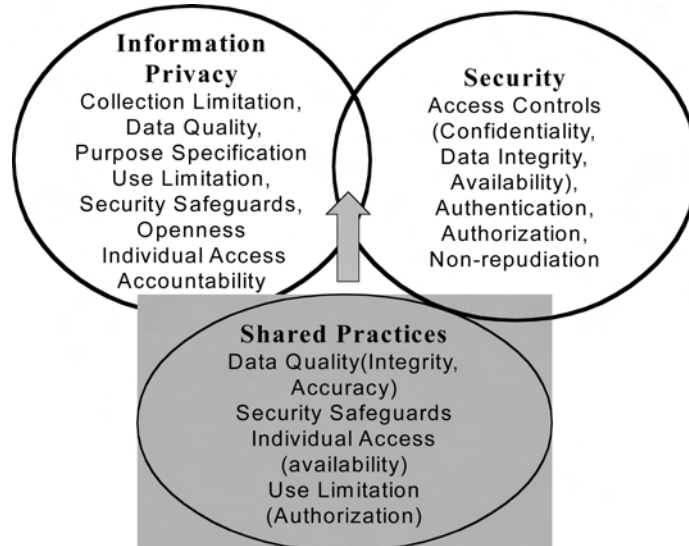 Information
Privacy
Collection Limitation,
Data Quality,
Purpose Specification
Use Limitation,
Security Safeguards,
Openness
Individual Access
Accountability
Security
Access Controls
(Confidentiality,
Data Integrity,
Availability),
Authentication,
Authorization,
Non-repudiation
Shared Practices
Data Quality(Integrity,
Accuracy)
Security Safeguards
Individual Access
(availability)
Use Limitation
(Authorization)